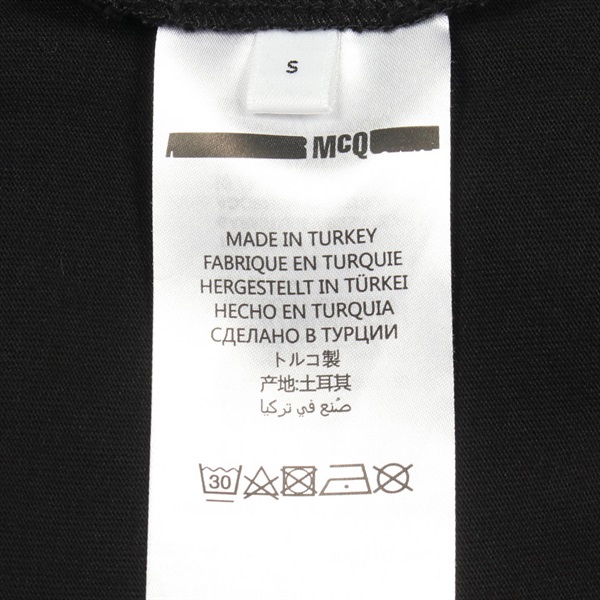 S
McQ
MADE IN TURKEY
FABRIQUE EN TURQUIE
HERGESTELLT IN TÜRKEI
HECHO EN TURQUIA
СДЕЛАНО В ТУРЦИИ
トルコ製
产地:土耳其
صُنع في تركيا
30